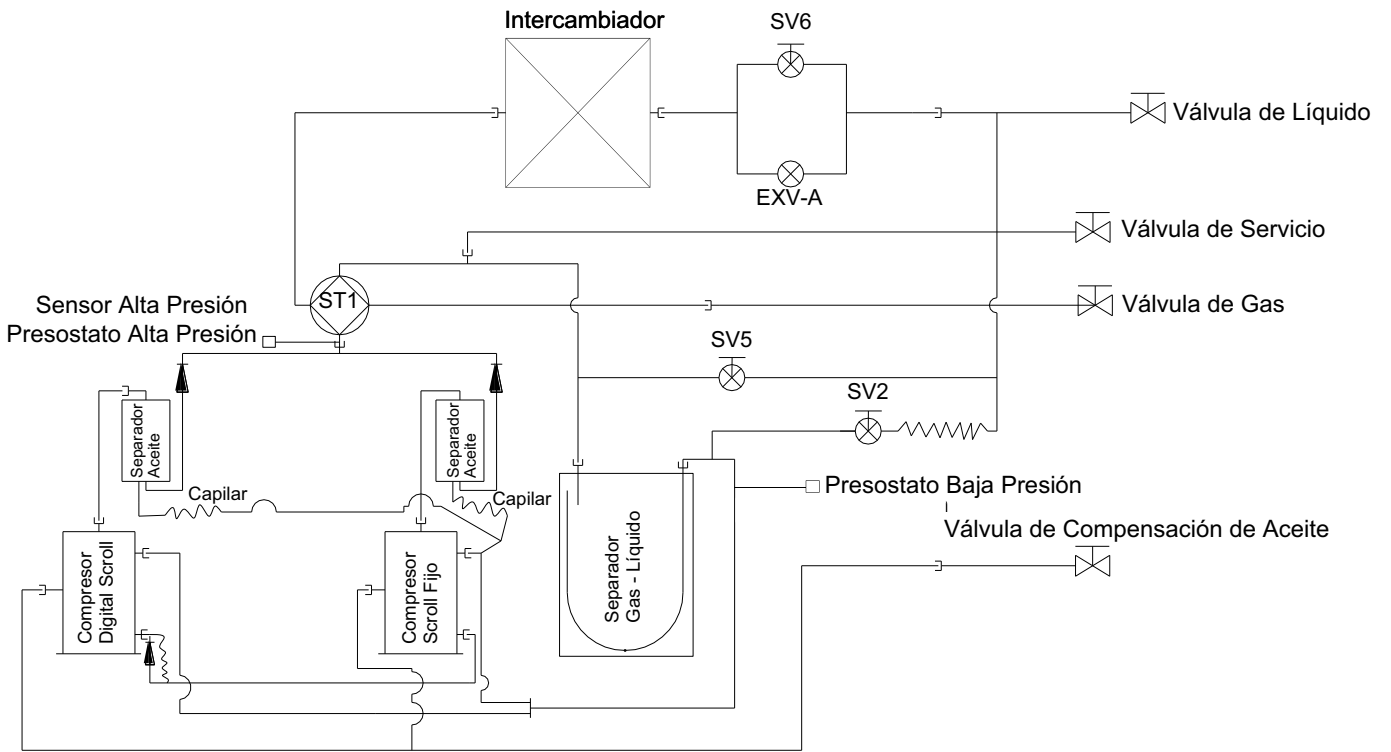 Intercambiador
SV6
Válvula de Líquido
EXV-A
Válvula de Servicio
ST1
Sensor Alta Presión
Presostato Alta Presión
Válvula de Gas
SV5
SV2
Separador
Aceite
Separador
Aceite
Capilar
Capilar
Presostato Baja Presión
Válvula de Compensación de Aceite
Compresor
Digital Scroll
Compresor
Scroll Fijo
Separador
Gas - Líquido